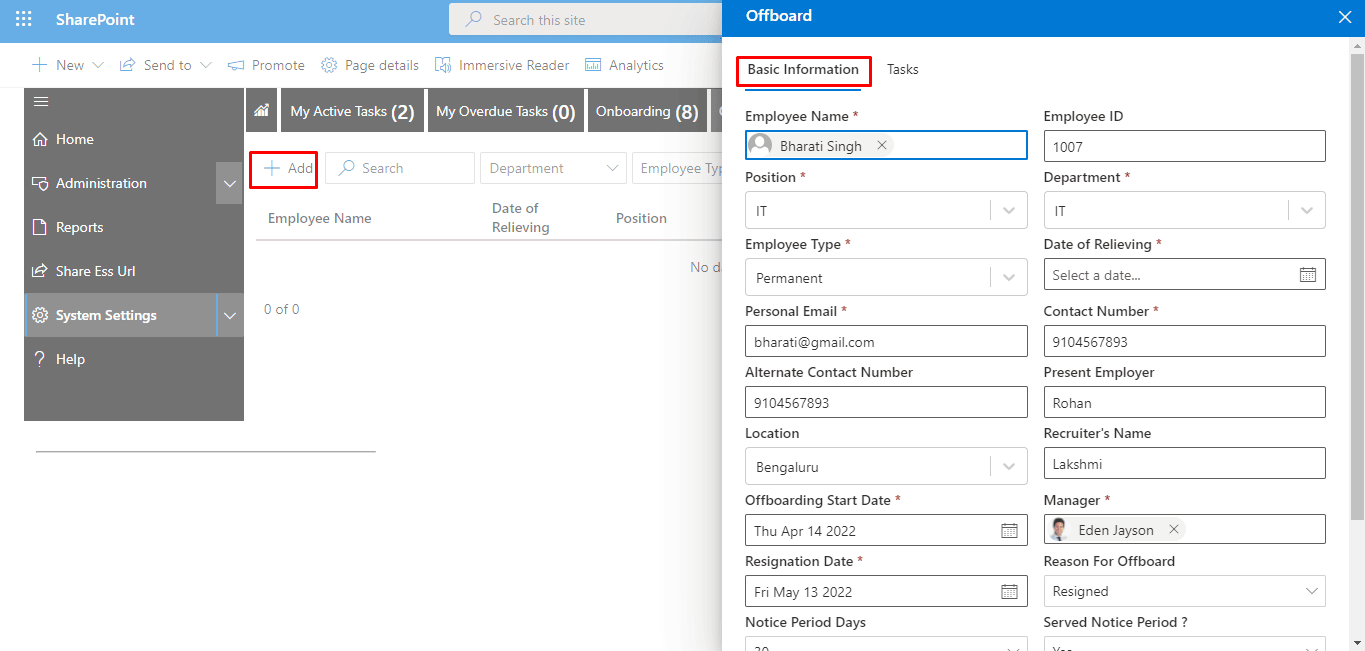 SharePoint
Search this site
New
Send to
Promote
Page details
Immersive Reader
Analytics
Home
Administration
Reports
Share Ess Url
System Settings
Help
My Active Tasks (2)
My Overdue Tasks (0)
Onboarding (8)
Add
Search
Department
Employee Typ
Employee Name
Date of
Relieving
Position
No d
0 of 0
Offboard
Basic Information
Tasks
Employee Name *
Employee ID
Bharati Singh
1007
Position *
Department *
IT
IT
Employee Type *
Date of Relieving *
Permanent
Select a date...
Personal Email *
Contact Number *
bharati@gmail.com
9104567893
Alternate Contact Number
Present Employer
9104567893
Rohan
Location
Recruiter's Name
Bengaluru
Lakshmi
Offboarding Start Date *
Manager *
Thu Apr 14 2022
Eden Jayson
Resignation Date *
Reason For Offboard
Fri May 13 2022
Resigned
Notice Period Days
Served Notice Period ?
30
Yes